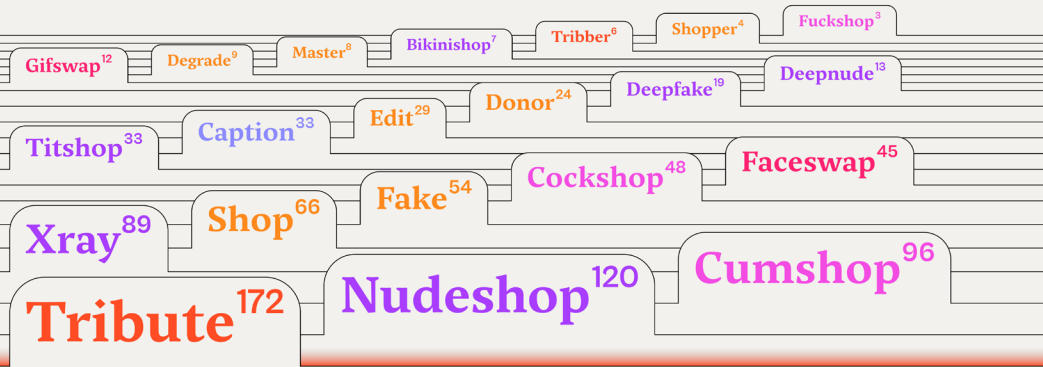 Fuckshop3
Shopper4
Tribber6
Bikinishop7
Master8
Degrade9
Gifswap12
Deepnude13
Deepfake19
Donor24
Edit29
Caption33
Titshop33
Faceswap45
Cockshop48
Fake54
Shop66
Xray89
Cumshop96
Nudeshop120
Tribute172